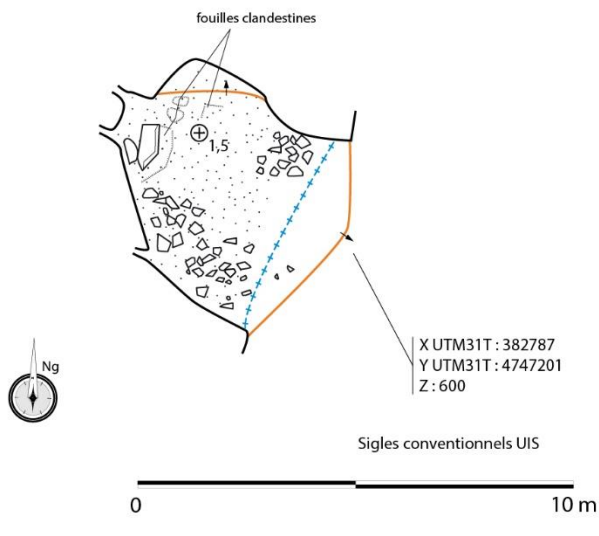 fouilles clandestines
1,5
X UTM31T : 382787
Y UTM31T : 4747201
Z : 600
Ng
Sigles conventionnels UIS
0
10 m